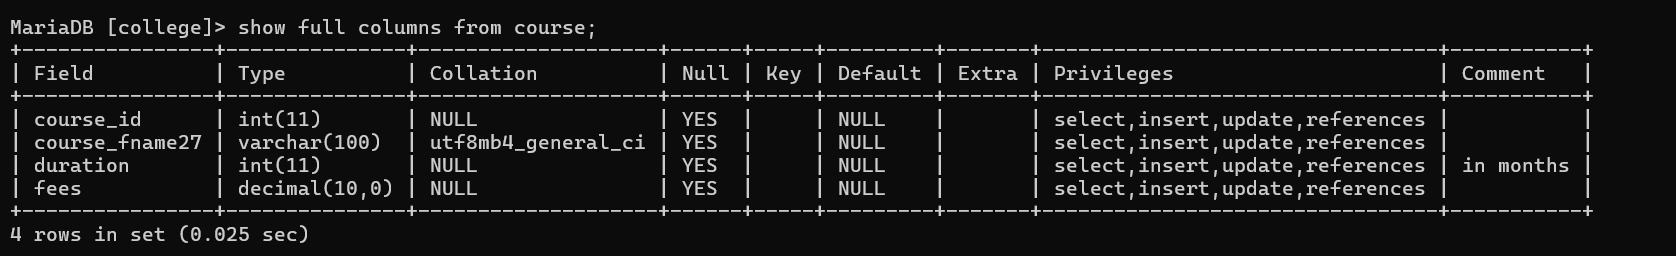 MariaDB [college]> show full columns from course;
+----------------+---------------+--------------------+------+-----+---------+-------+---------------------------------+-----------+
| Field          | Type          | Collation          | Null | Key | Default | Extra | Privileges                      | Comment   |
+----------------+---------------+--------------------+------+-----+---------+-------+---------------------------------+-----------+
| course_id      | int(11)       | NULL               | YES  |     | NULL    |       | select,insert,update,references |           |
| course_fname27 | varchar(100)  | utf8mb4_general_ci | YES  |     | NULL    |       | select,insert,update,references |           |
| duration       | int(11)       | NULL               | YES  |     | NULL    |       | select,insert,update,references | in months |
| fees           | decimal(10,0) | NULL               | YES  |     | NULL    |       | select,insert,update,references |           |
+----------------+---------------+--------------------+------+-----+---------+-------+---------------------------------+-----------+
4 rows in set (0.025 sec)